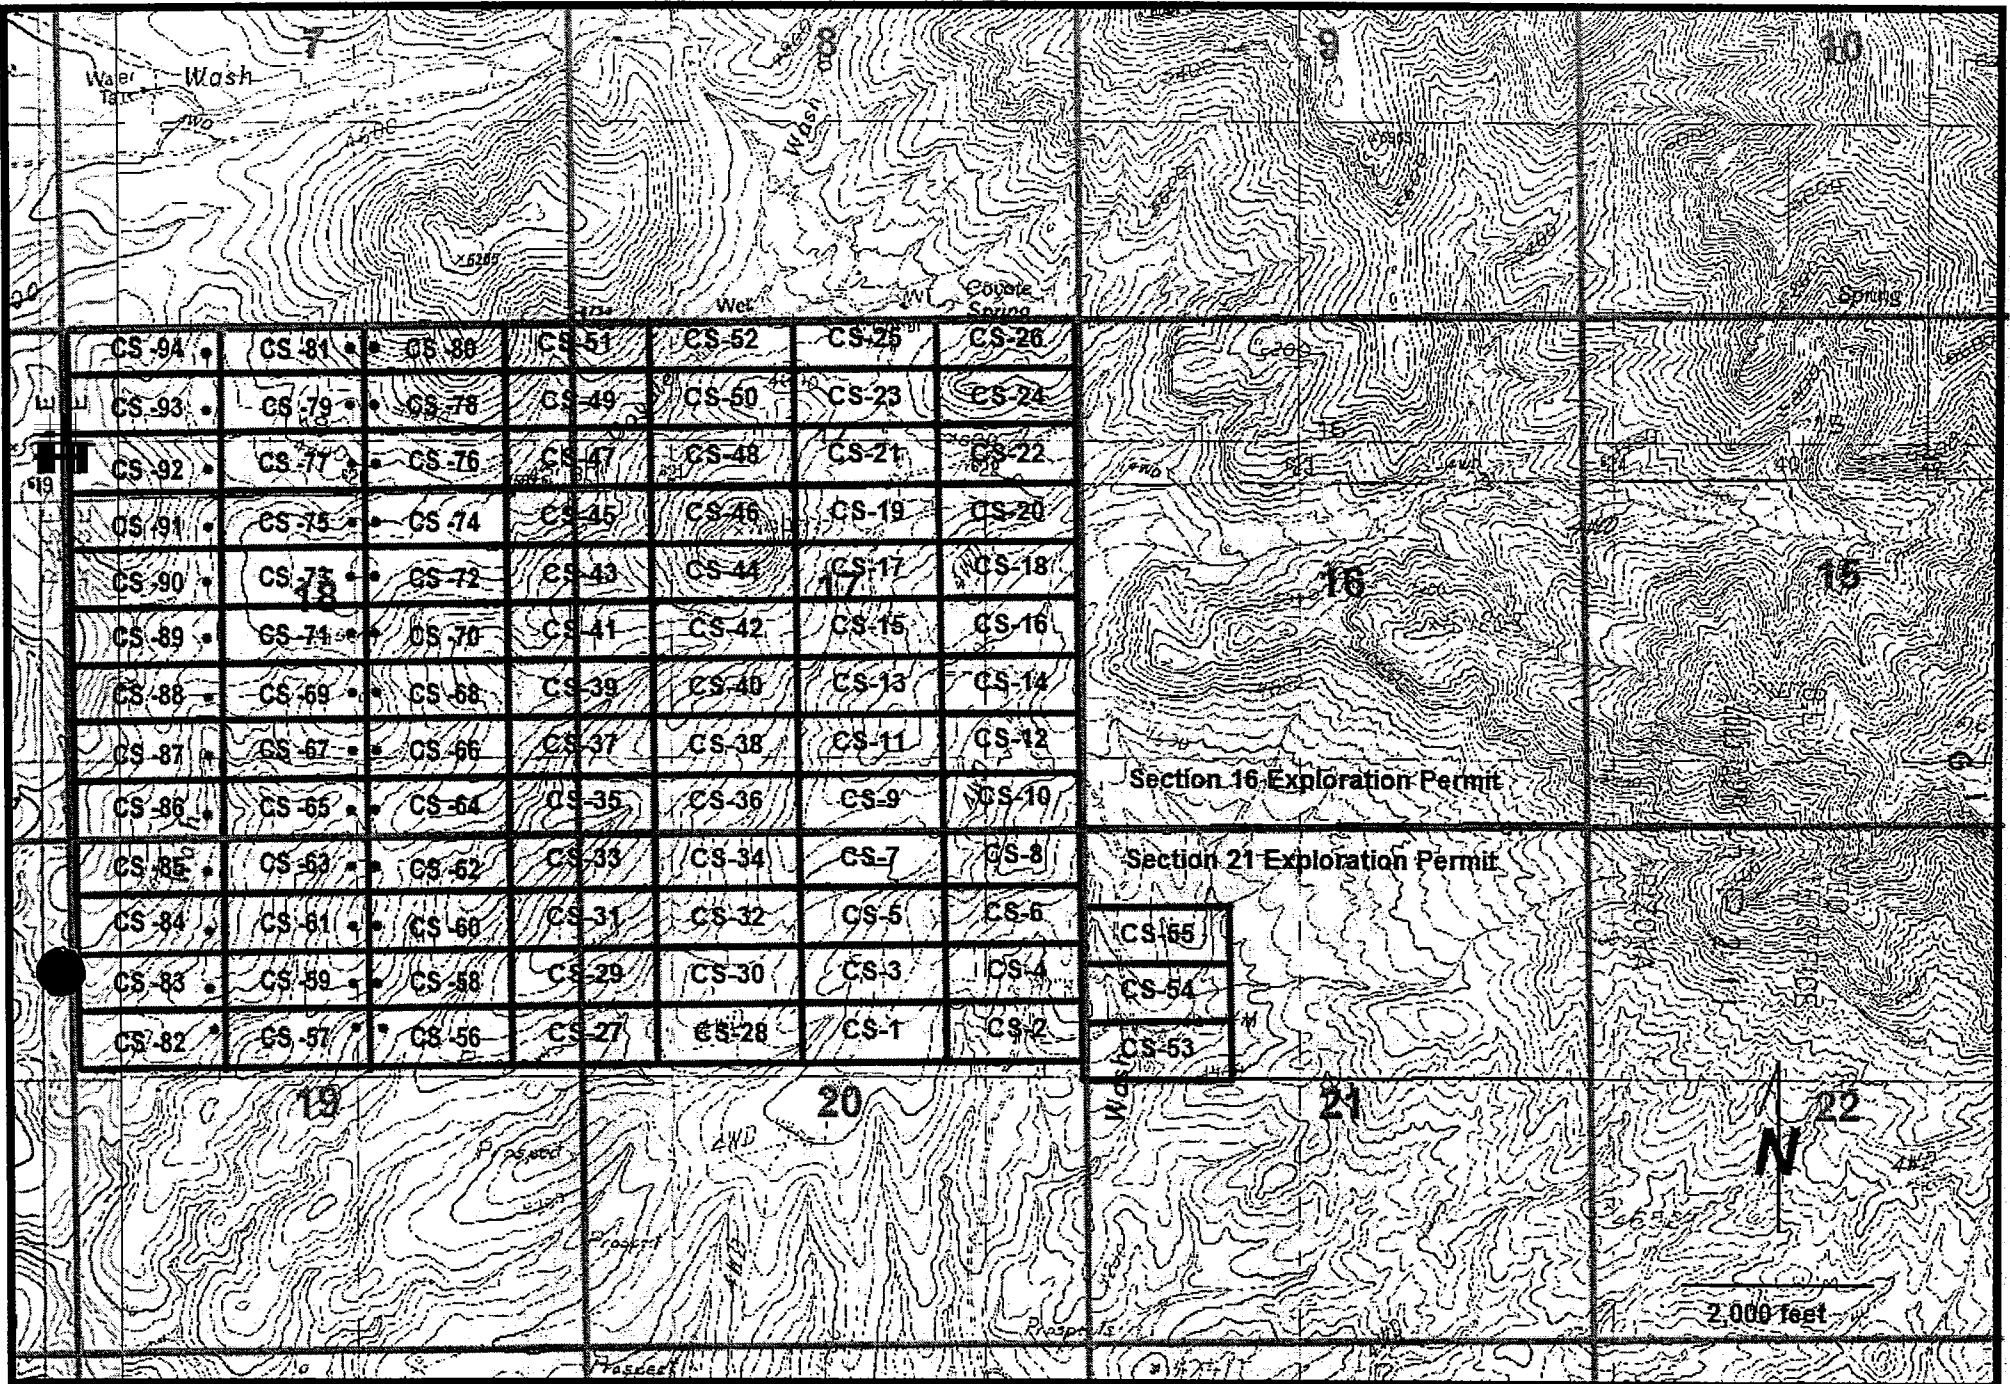 7 8 9 10
Water Wash
4WD
Wash
×6205
Wet Coyote
Spring Spring
CS-94 CS-81 CS-80 CS-51 CS-52 CS-25 CS-26
CS-93 CS-79 CS-78 CS-49 CS-50 CS-23 CS-24
CS-92 CS-77 CS-76 CS-47 CS-48 CS-21 CS-22
CS-91 CS-75 CS-74 CS-45 CS-46 CS-19 CS-20
CS-90 CS-73 CS-72 CS-43 CS-44 CS-17 CS-18
18 17 16 15
CS-89 CS-71 CS-70 CS-41 CS-42 CS-15 CS-16
CS-88 CS-69 CS-68 CS-39 CS-40 CS-13 CS-14
CS-87 CS-67 CS-66 CS-37 CS-38 CS-11 CS-12
Section 16 Exploration Permit
CS-86 CS-65 CS-64 CS-35 CS-36 CS-9 CS-10
CS-85 CS-63 CS-62 CS-33 CS-34 CS-7 CS-8
Section 21 Exploration Permit
CS-84 CS-61 CS-60 CS-31 CS-32 CS-5 CS-6
CS-55
CS-83 CS-59 CS-58 CS-29 CS-30 CS-3 CS-4
CS-54
CS-82 CS-57 CS-56 CS-27 CS-28 CS-1 CS-2
CS-53
Wash
19 20 21 22
4WD
Prospect
N
Prospect
4WD
2,000 feet
Prospects
Prospect